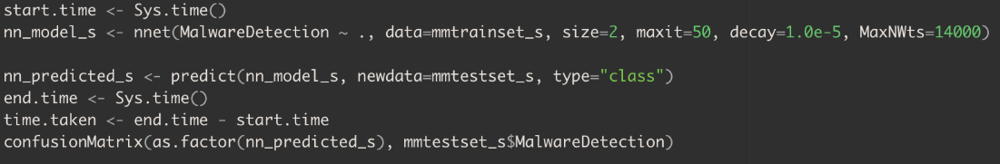 start.time <- Sys.time()
nn_model_s <- nnet(MalwareDetection ~ ., data=mmtrainset_s, size=2, maxit=50, decay=1.0e-5, MaxNWts=14000)
nn_predicted_s <- predict(nn_model_s, newdata=mmtestset_s, type="class")
end.time <- Sys.time()
time.taken <- end.time - start.time
confusionMatrix(as.factor(nn_predicted_s), mmtestset_s$MalwareDetection)